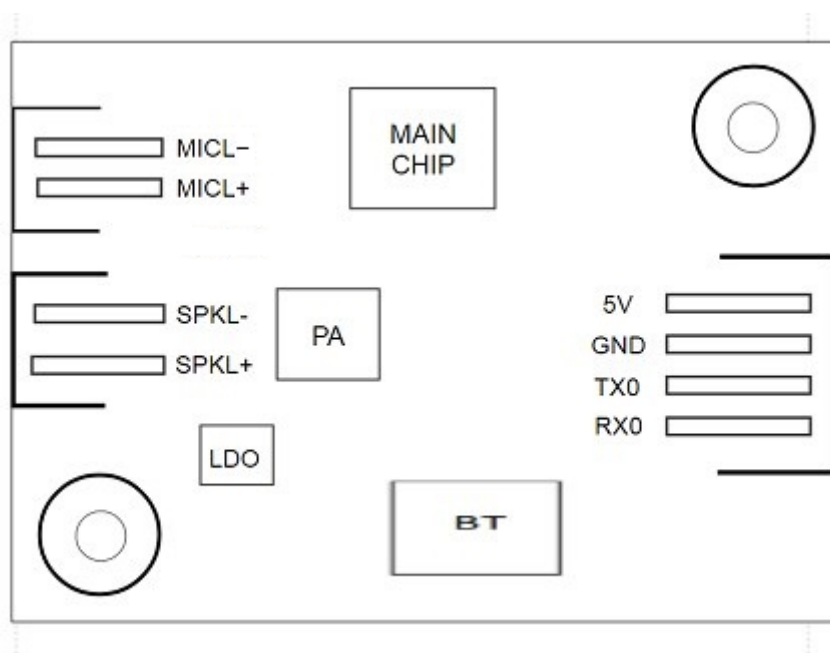 MAIN
CHIP
MICL−
MICL+
SPKL-
SPKL+
PA
5V
GND
TX0
RX0
LDO
BT